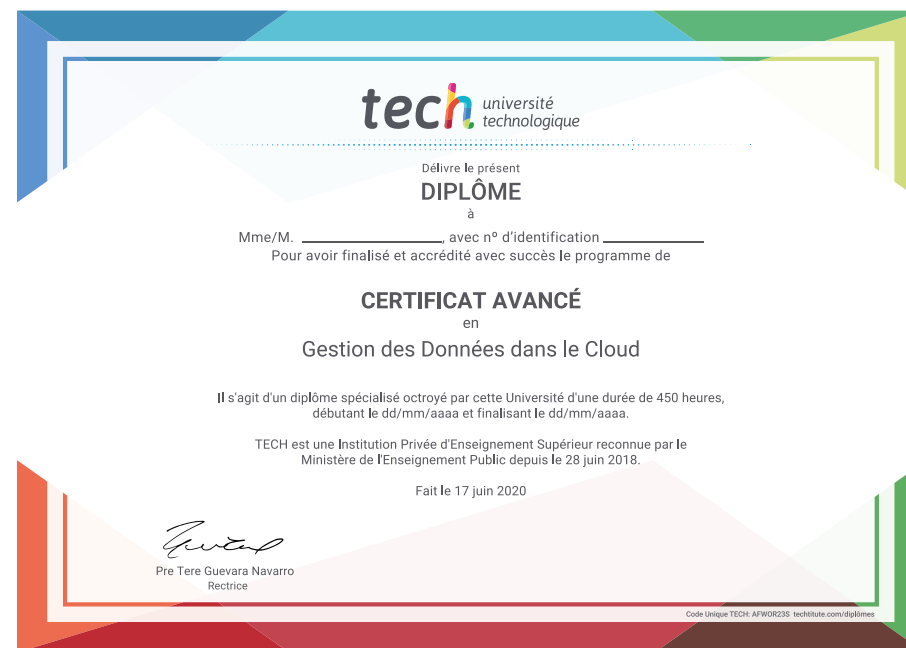 tech université
technologique
Délivre le présent
DIPLÔME
à
Mme/M. ____________________, avec nº d'identification ______________
Pour avoir finalisé et accrédité avec succès le programme de
CERTIFICAT AVANCÉ
en
Gestion des Données dans le Cloud
Il s'agit d'un diplôme spécialisé octroyé par cette Université d'une durée de 450 heures,
débutant le dd/mm/aaaa et finalisant le dd/mm/aaaa.
TECH est une Institution Privée d'Enseignement Supérieur reconnue par le
Ministère de l'Enseignement Public depuis le 28 juin 2018.
Fait le 17 juin 2020
Pre Tere Guevara Navarro
Rectrice
Code Unique TECH: AFWOR23S techtitute.com/diplômes